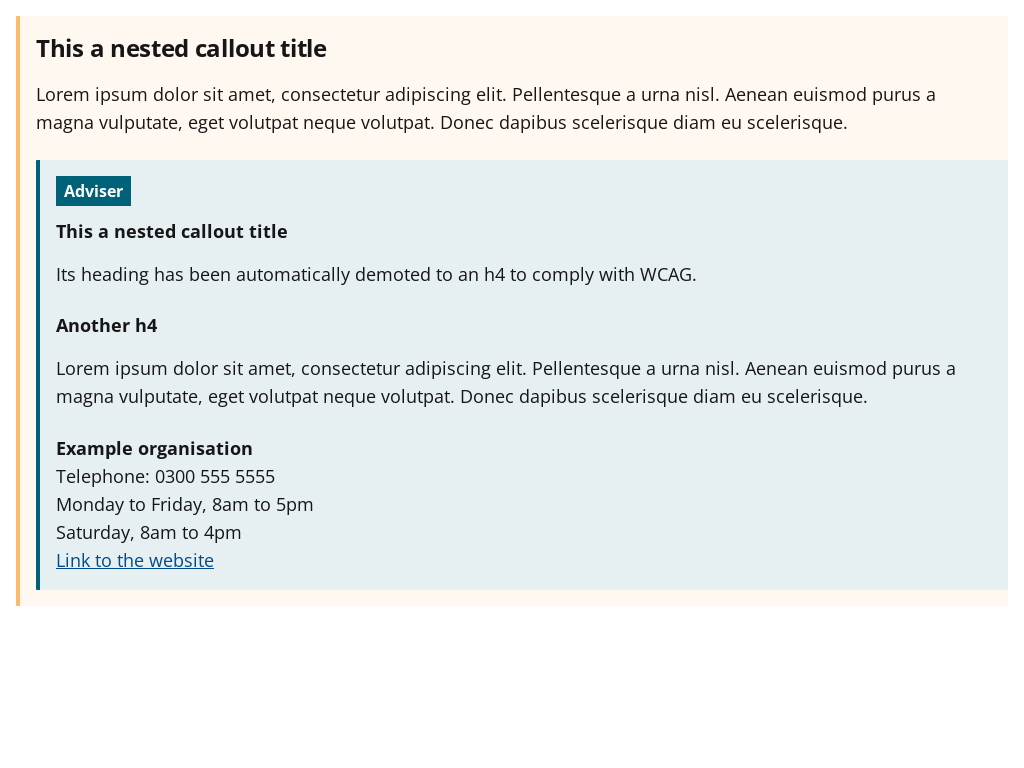 This a nested callout title
Lorem ipsum dolor sit amet, consectetur adipiscing elit. Pellentesque a urna nisl. Aenean euismod purus a
magna vulputate, eget volutpat neque volutpat. Donec dapibus scelerisque diam eu scelerisque.
Adviser
This a nested callout title
Its heading has been automatically demoted to an h4 to comply with WCAG.
Another h4
Lorem ipsum dolor sit amet, consectetur adipiscing elit. Pellentesque a urna nisl. Aenean euismod purus a
magna vulputate, eget volutpat neque volutpat. Donec dapibus scelerisque diam eu scelerisque.
Example organisation
Telephone: 0300 555 5555
Monday to Friday, 8am to 5pm
Saturday, 8am to 4pm
Link to the website